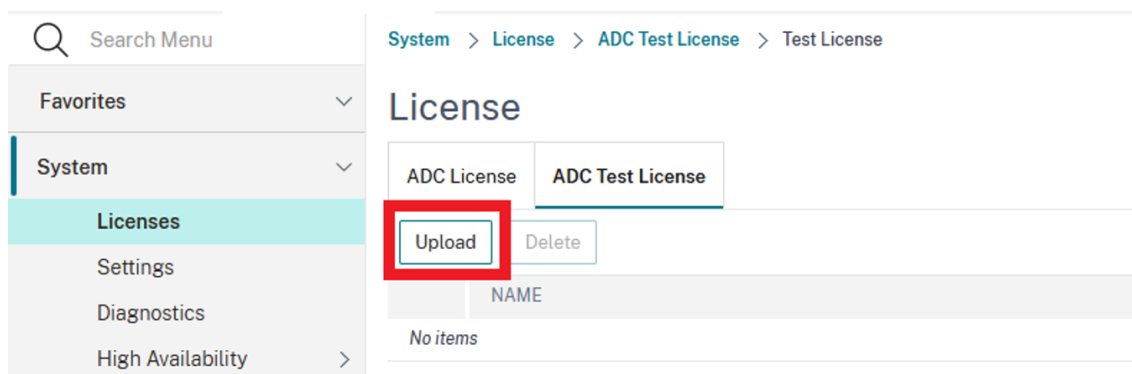 Search Menu
Favorites
System
Licenses
Settings
Diagnostics
High Availability
System > License > ADC Test License > Test License
License
ADC License
ADC Test License
Upload
Delete
NAME
No items